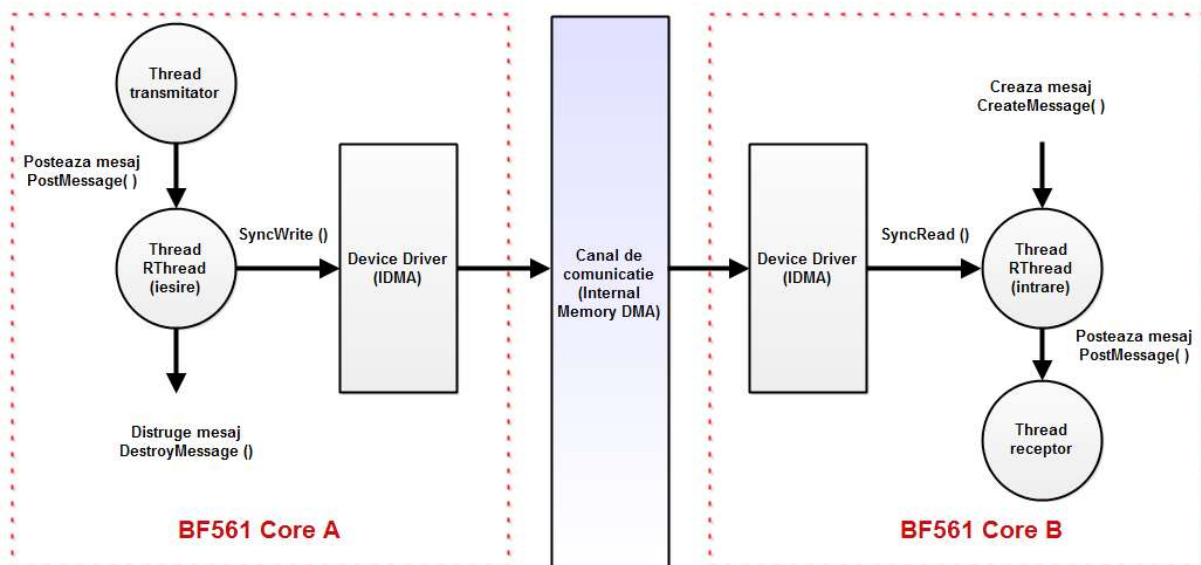 Thread
transmitator
Posteaza mesaj
PostMessage( )
Thread
RThread
(iesire)
SyncWrite ()
Device Driver
(IDMA)
Distruge mesaj
DestroyMessage ()
BF561 Core A
Canal de
comunicatie
(Internal
Memory DMA)
Device Driver
(IDMA)
SyncRead ()
Creaza mesaj
CreateMessage( )
Thread
RThread
(intrare)
Posteaza mesaj
PostMessage( )
Thread
receptor
BF561 Core B